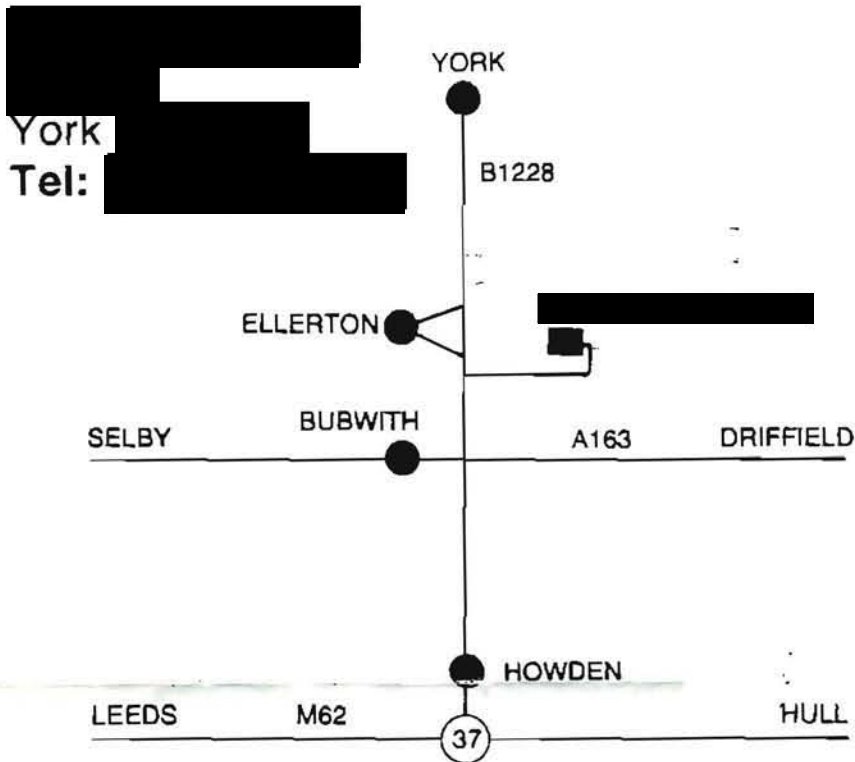 York
Tel:
YORK
B1228
ELLERTON
BUBWITH
SELBY
A163
DRIFFIELD
HOWDEN
LEEDS
M62
HULL
37